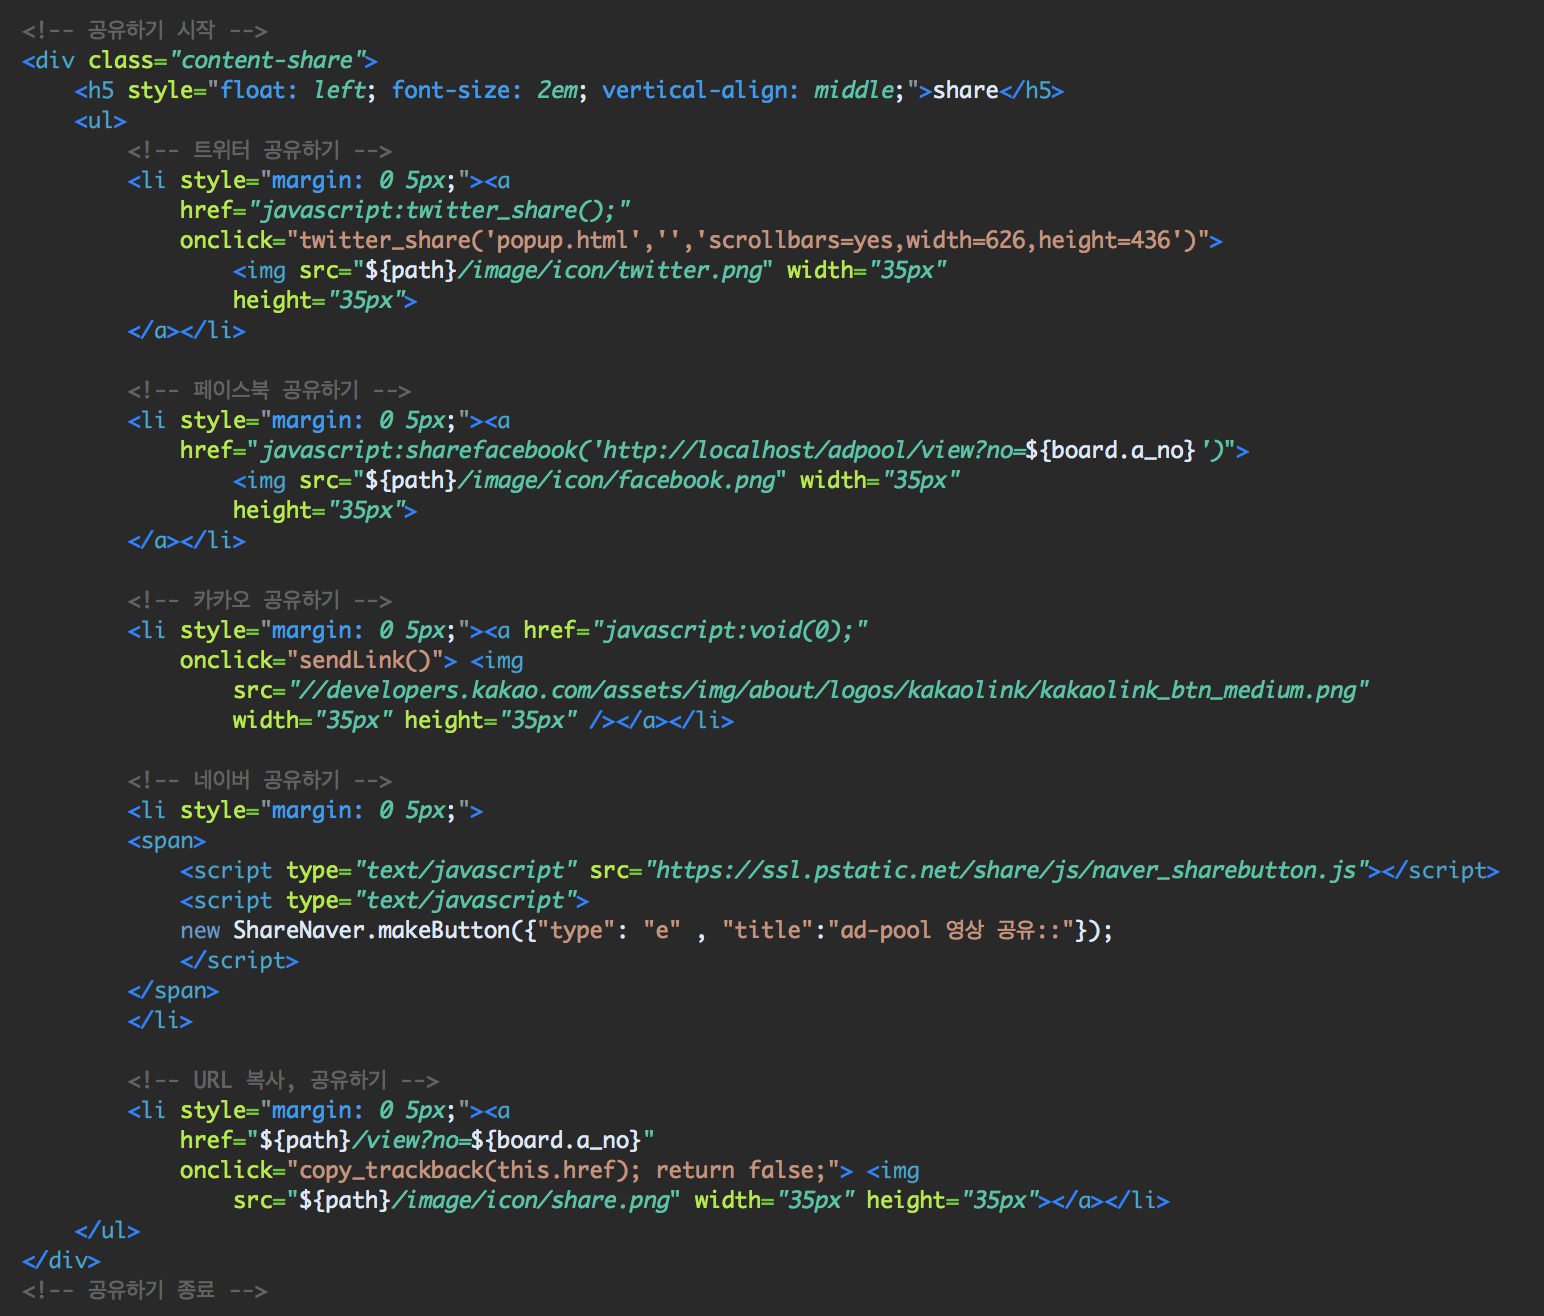 <!-- 공유하기 시작 -->
<div class="content-share">
    <h5 style="float: left; font-size: 2em; vertical-align: middle;">share</h5>
    <ul>
        <!-- 트위터 공유하기 -->
        <li style="margin: 0 5px;"><a
            href="javascript:twitter_share();"
            onclick="twitter_share('popup.html','','scrollbars=yes,width=626,height=436')">
                <img src="${path}/image/icon/twitter.png" width="35px"
                height="35px">
        </a></li>

        <!-- 페이스북 공유하기 -->
        <li style="margin: 0 5px;"><a
            href="javascript:sharefacebook('http://localhost/adpool/view?no=${board.a_no}')">
                <img src="${path}/image/icon/facebook.png" width="35px"
                height="35px">
        </a></li>

        <!-- 카카오 공유하기 -->
        <li style="margin: 0 5px;"><a href="javascript:void(0);"
            onclick="sendLink()"> <img
                src="//developers.kakao.com/assets/img/about/logos/kakaolink/kakaolink_btn_medium.png"
                width="35px" height="35px" /></a></li>

        <!-- 네이버 공유하기 -->
        <li style="margin: 0 5px;">
        <span>
            <script type="text/javascript" src="https://ssl.pstatic.net/share/js/naver_sharebutton.js"></script>
            <script type="text/javascript">
            new ShareNaver.makeButton({"type": "e" , "title":"ad-pool 영상 공유::"});
            </script>
        </span>
        </li>

        <!-- URL 복사, 공유하기 -->
        <li style="margin: 0 5px;"><a
            href="${path}/view?no=${board.a_no}"
            onclick="copy_trackback(this.href); return false;"> <img
                src="${path}/image/icon/share.png" width="35px" height="35px"></a></li>
    </ul>
</div>
<!-- 공유하기 종료 -->